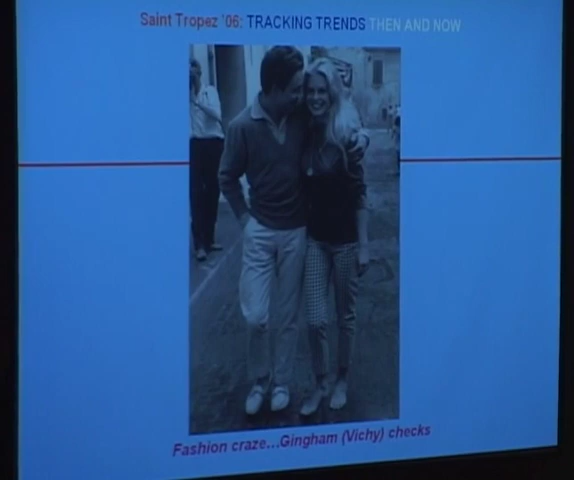 Saint Tropez '06: TRACKING TRENDS THEN AND NOW
Fashion craze...Gingham (Vichy) checks